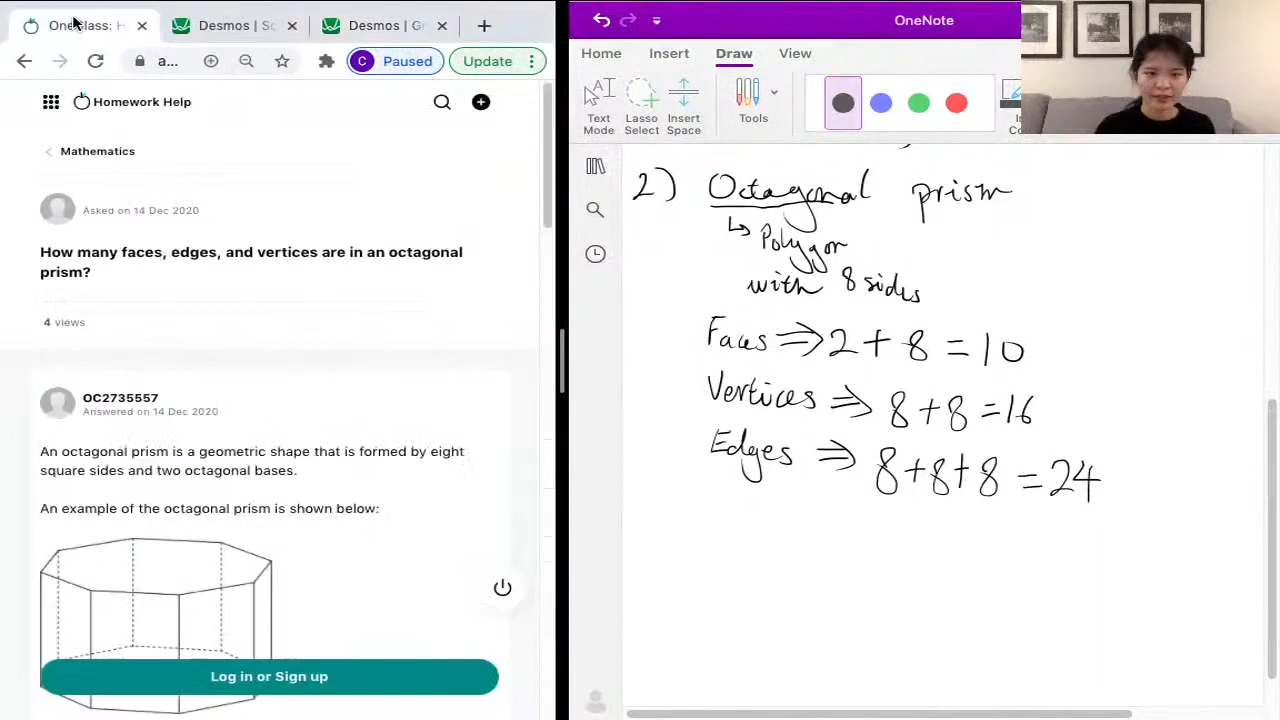 OneClass: H
Desmos | Sc
Desmos | Gr
a...
Paused
Update
Homework Help
Mathematics
Asked on 14 Dec 2020
How many faces, edges, and vertices are in an octagonal
prism?
4 views
OC2735557
Answered on 14 Dec 2020
An octagonal prism is a geometric shape that is formed by eight
square sides and two octagonal bases.
An example of the octagonal prism is shown below:
Log in or Sign up
OneNote
Home Insert Draw View
Text
Mode
Lasso
Select
Insert
Space
Tools
2) Octagonal prism
↳ Polygon
with 8 sides
Faces ⇒ 2 + 8 = 10
Vertices ⇒ 8 + 8 = 16
Edges ⇒ 8 + 8 + 8 = 24